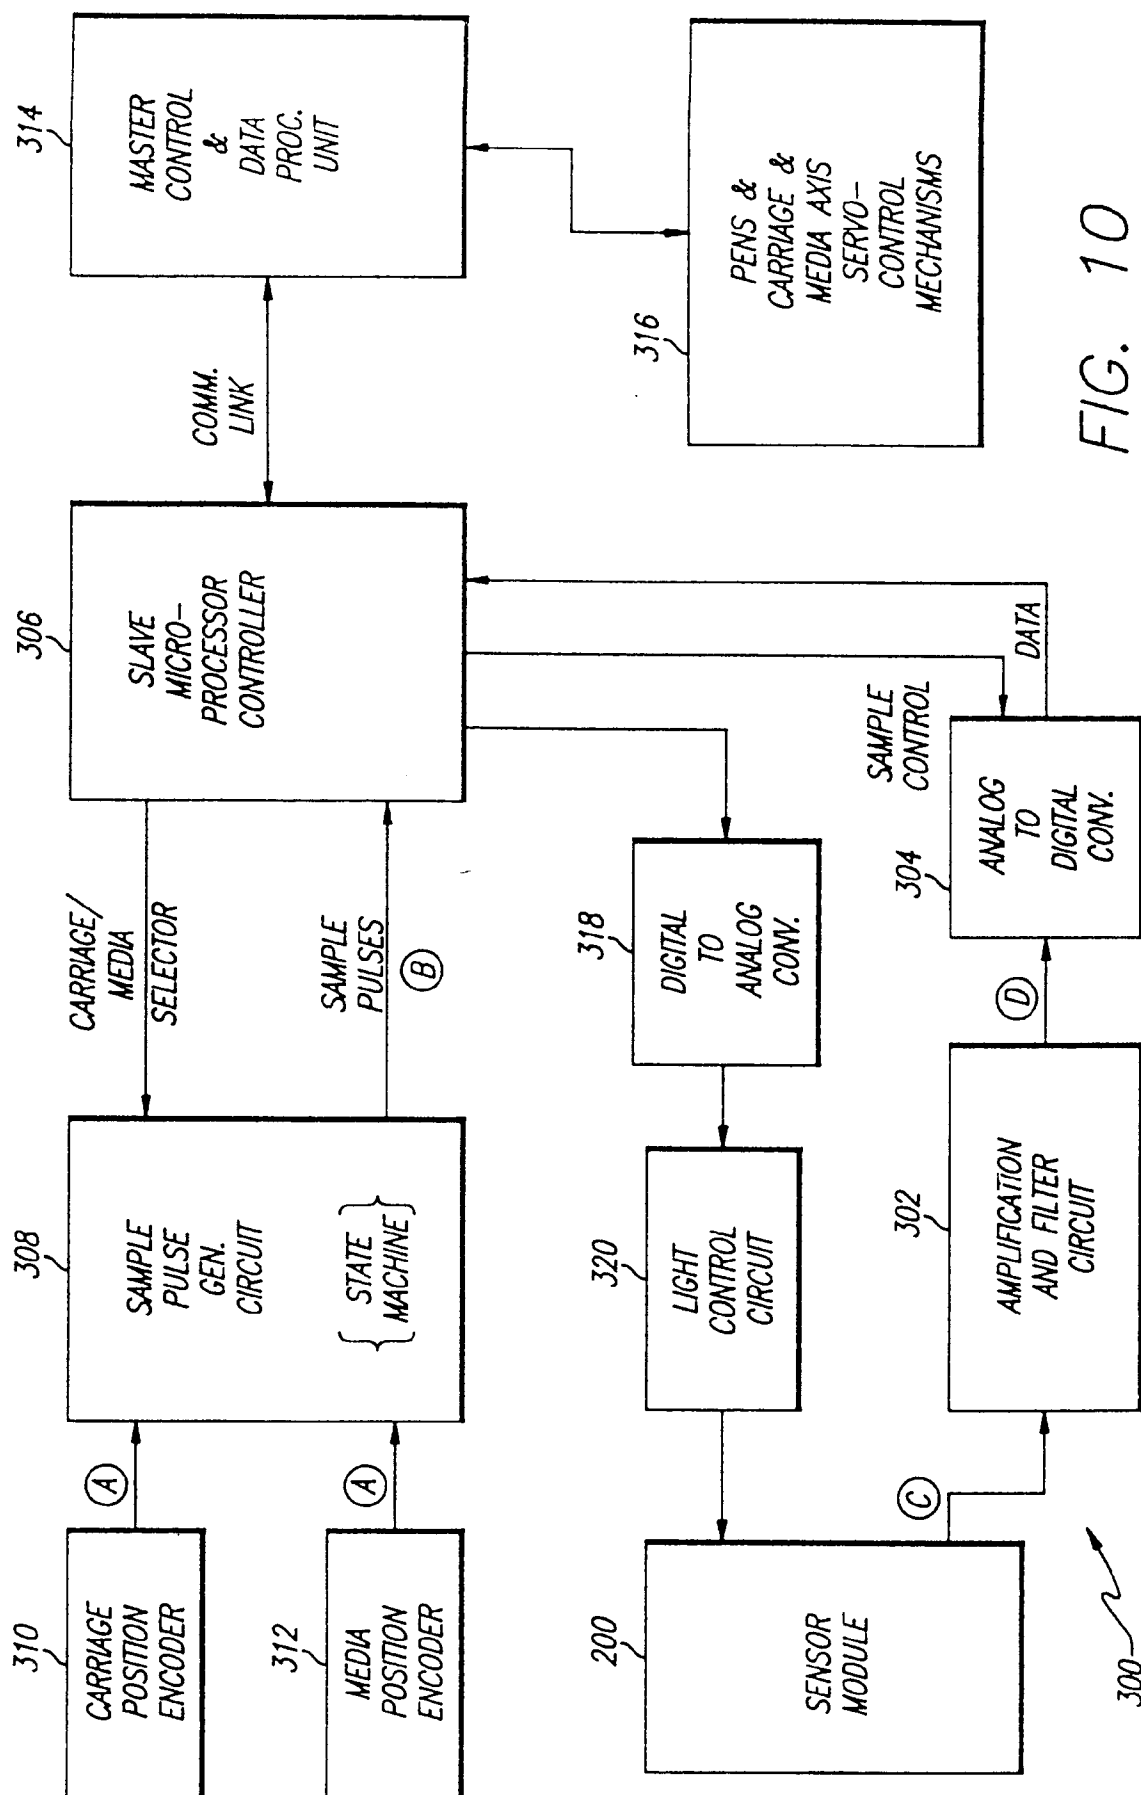 310
CARRIAGE
POSITION
ENCODER
A
308
SAMPLE
PULSE
GEN.
CIRCUIT
{STATE
MACHINE}
312
MEDIA
POSITION
ENCODER
A
CARRIAGE/
MEDIA
SELECTOR
SAMPLE
PULSES
B
306
SLAVE
MICRO-
PROCESSOR
CONTROLLER
COMM.
LINK
314
MASTER
CONTROL
&
DATA
PROC.
UNIT
200
SENSOR
MODULE
320
LIGHT
CONTROL
CIRCUIT
318
DIGITAL
TO
ANALOG
CONV.
316
PENS &
CARRIAGE &
MEDIA AXIS
SERVO-
CONTROL
MECHANISMS
C
302
AMPLIFICATION
AND FILTER
CIRCUIT
D
304
ANALOG
TO
DIGITAL
CONV.
SAMPLE
CONTROL
DATA
300
FIG. 10